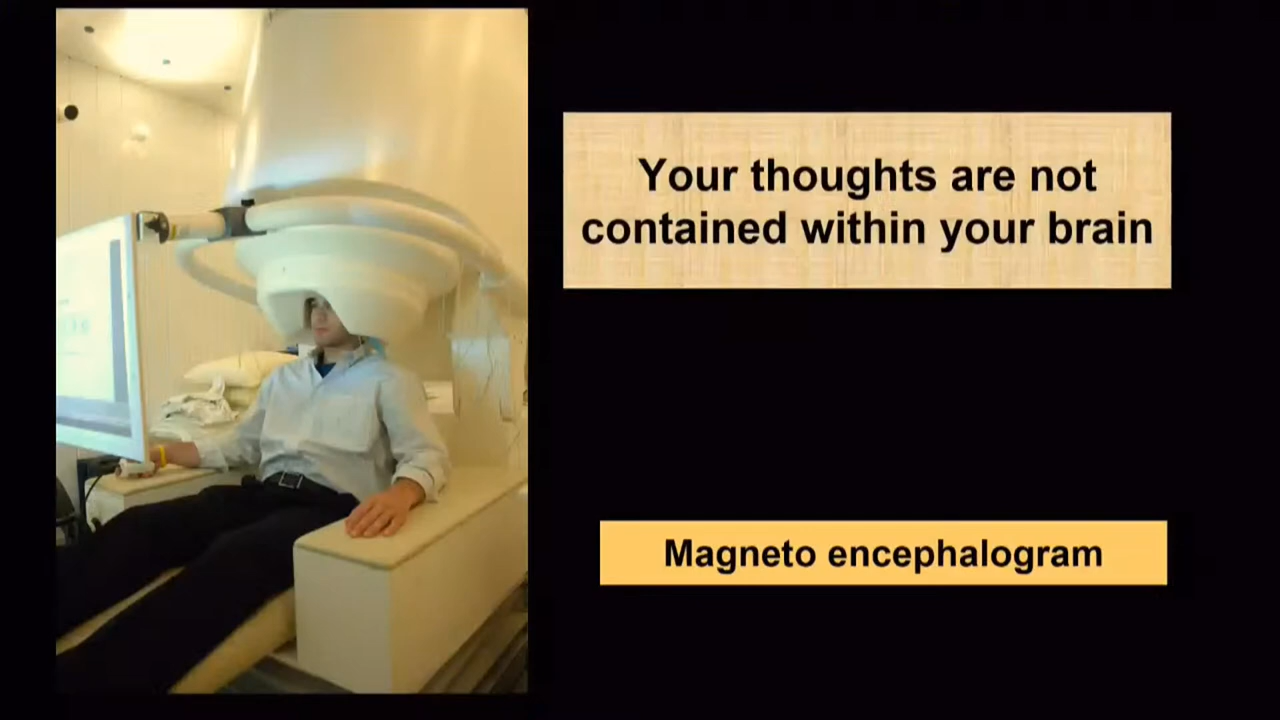 Your thoughts are not
contained within your brain
Magneto encephalogram